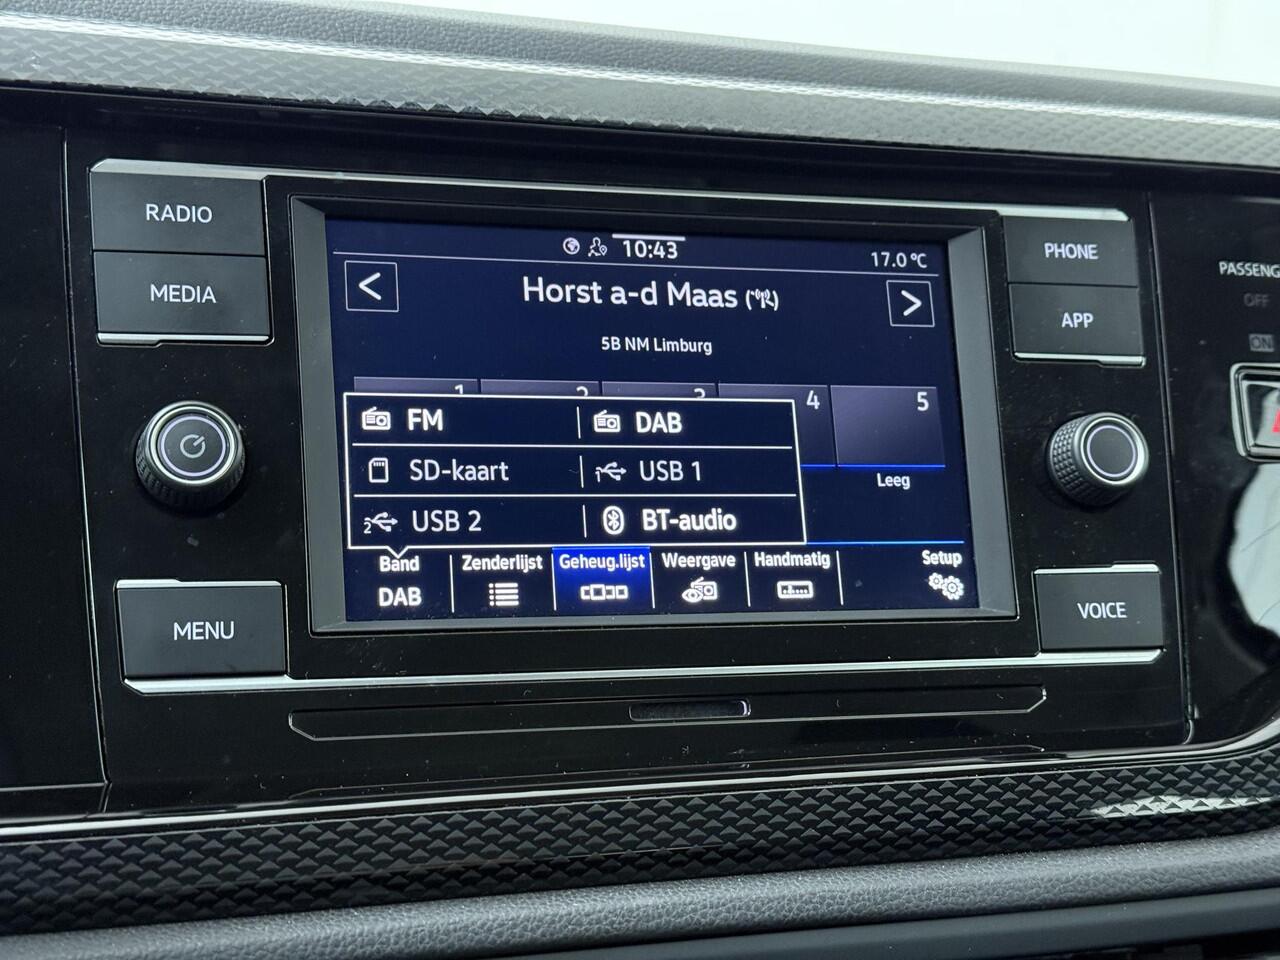 RADIO
MEDIA
MENU
10:43
17.0 °C
<
Horst a-d Maas
>
5B NM Limburg
1 2 3 4 5
FM
DAB
SD-kaart
1 USB 1
2 USB 2
BT-audio
Leeg
Band
DAB
Zenderlijst
Geheug.lijst
Weergave
Handmatig
Setup
PHONE
APP
VOICE
PASSENG
OFF
ON